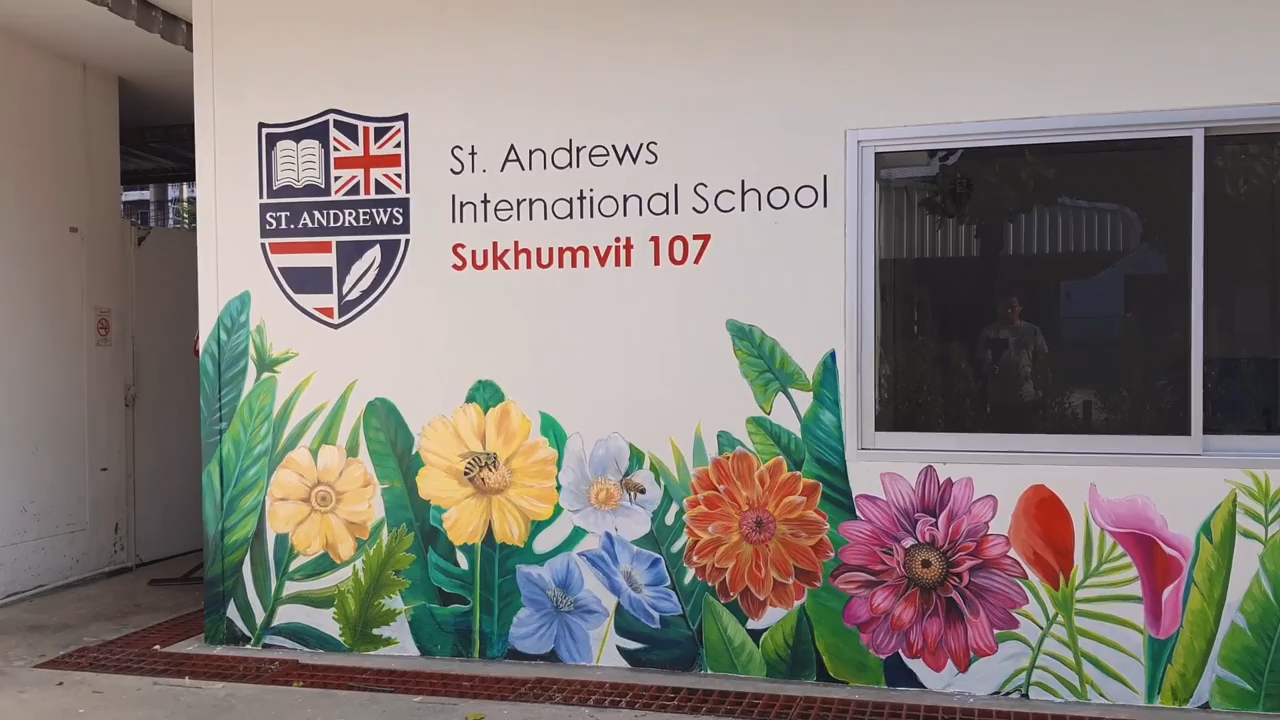 ST. ANDREWS
St. Andrews
International School
Sukhumvit 107